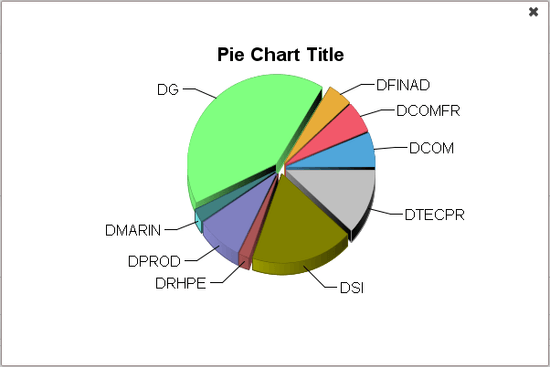 ✖
Pie Chart Title
DG
DFINAD
DCOMFR
DCOM
DTECPR
DMARIN
DPROD
DRHPE
DSI